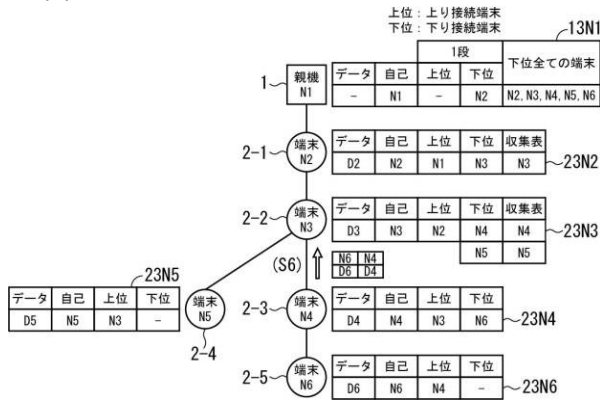 上位：上り接続端末
下位：下り接続端末
13N1
1
親機
N1
データ 自己 1段 下位全ての端末
上位 下位
- N1 - N2 N2, N3, N4, N5, N6
2-1
端末
N2
データ 自己 上位 下位 収集表
D2 N2 N1 N3 N3
23N2
2-2
端末
N3
データ 自己 上位 下位 収集表
D3 N3 N2 N4 N4
N5 N5
23N3
(S6)
N6 N4
D6 D4
23N5
データ 自己 上位 下位
D5 N5 N3 -
端末
N5
2-4
2-3
端末
N4
データ 自己 上位 下位
D4 N4 N3 N6
23N4
2-5
端末
N6
データ 自己 上位 下位
D6 N6 N4 -
23N6